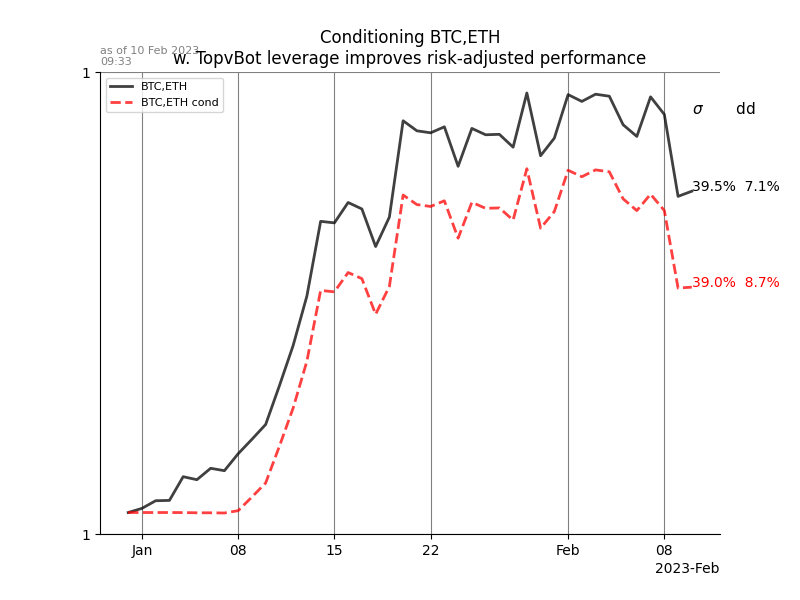 Conditioning BTC,ETH
w. TopvBot leverage improves risk-adjusted performance
as of 10 Feb 2023
09:33
1
BTC,ETH
BTC,ETH cond
σ dd
39.5% 7.1%
39.0% 8.7%
1
Jan 08 15 22 Feb 08
2023-Feb